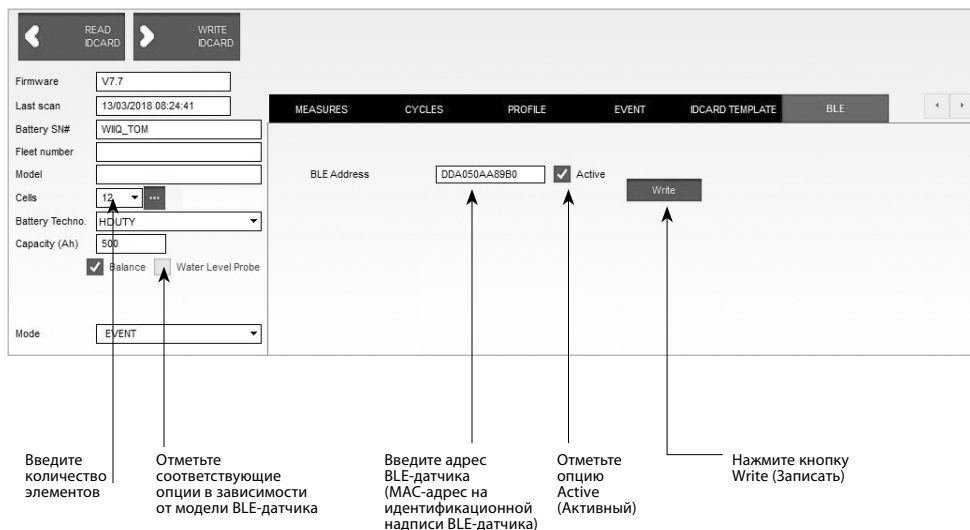 READ
IDCARD
WRITE
IDCARD
Firmware V7.7
Last scan 13/03/2018 08:24:41
Battery SN# WIIQ_TOM
Fleet number
Model
Cells 12 ...
Battery Techno. HDUTY
Capacity (Ah) 500
Balance Water Level Probe
Mode EVENT
MEASURES CYCLES PROFILE EVENT IDCARD TEMPLATE BLE
BLE Address DDA050AA89B0 Active Write
Введите
количество
элементов
Отметьте
соответствующие
опции в зависимости
от модели BLE-датчика
Введите адрес
BLE-датчика
(MAC-адрес на
идентификационной
надписи BLE-датчика)
Отметьте
опцию
Active
(Активный)
Нажмите кнопку
Write (Записать)